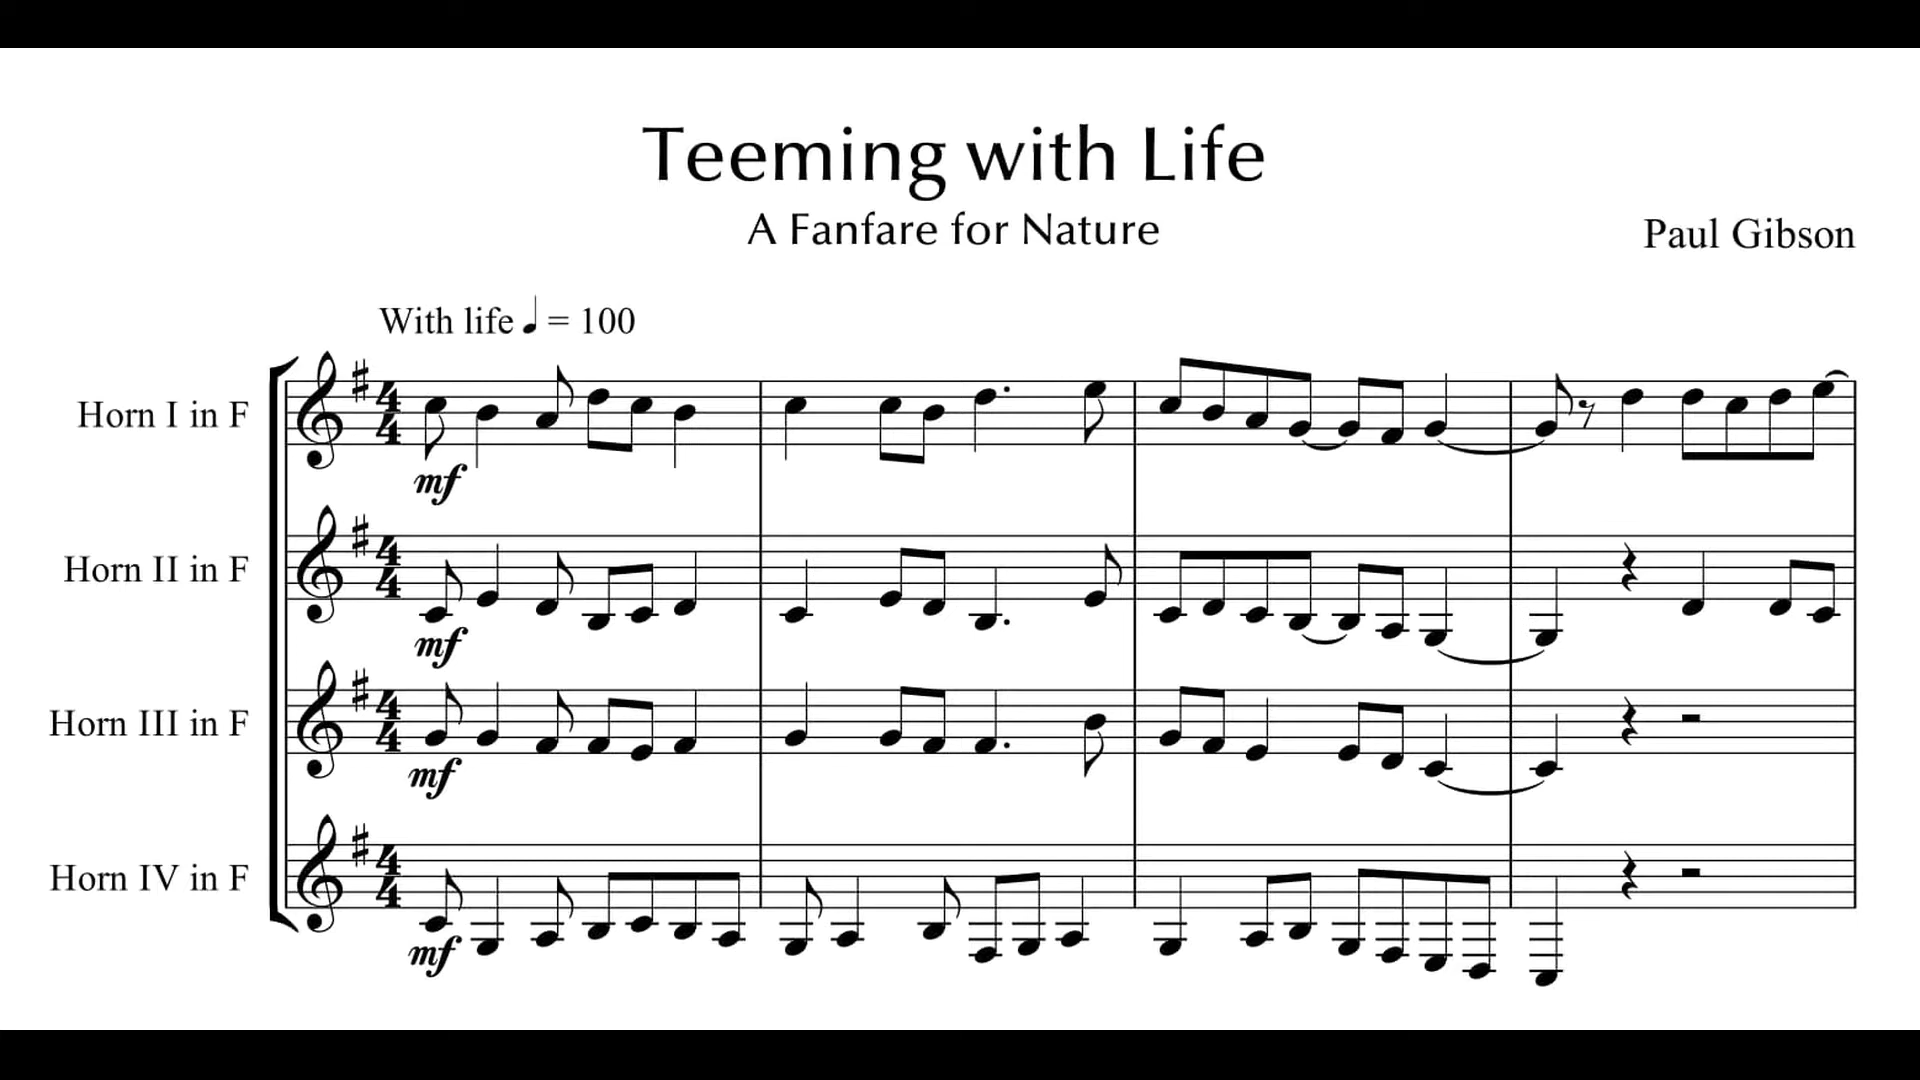 Teeming with Life
A Fanfare for Nature
Paul Gibson
With life ♩ = 100
Horn I in F
mf
Horn II in F
mf
Horn III in F
mf
Horn IV in F
mf